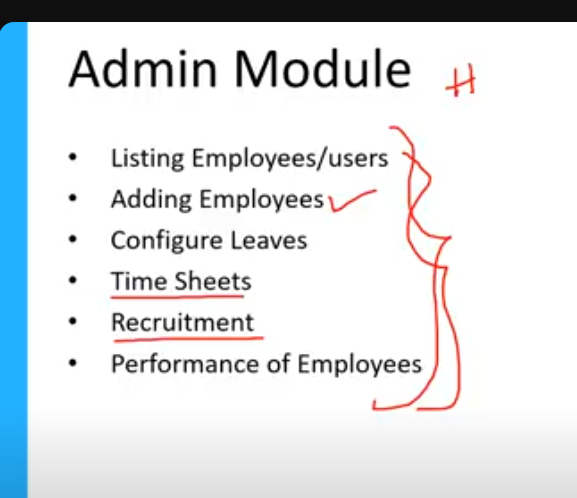 Admin Module H
• Listing Employees/users
• Adding Employees ✓
• Configure Leaves
• Time Sheets
• Recruitment
• Performance of Employees